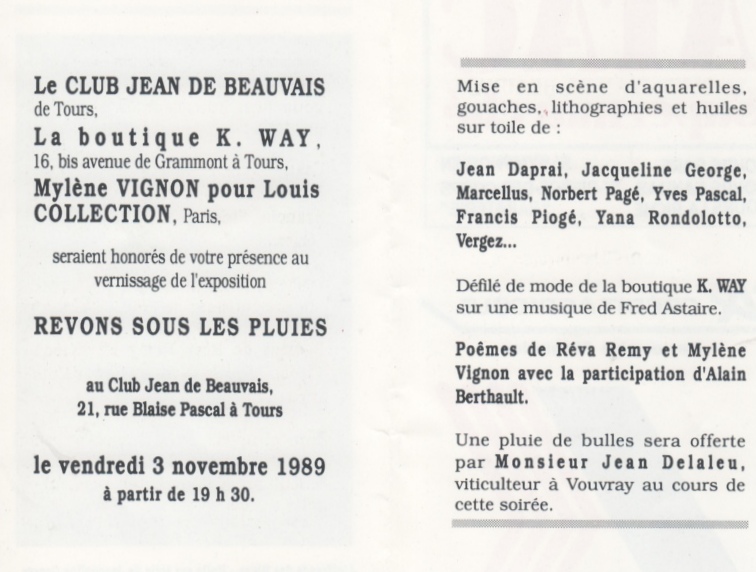 Le CLUB JEAN DE BEAUVAIS
de Tours,
La boutique K. WAY,
16, bis avenue de Grammont à Tours,
Mylène VIGNON pour Louis
COLLECTION, Paris,
seraient honorés de votre présence au
vernissage de l'exposition
REVONS SOUS LES PLUIES
au Club Jean de Beauvais,
21, rue Blaise Pascal à Tours
le vendredi 3 novembre 1989
à partir de 19 h 30.
Mise en scène d'aquarelles,
gouaches, lithographies et huiles
sur toile de :
Jean Daprai, Jacqueline George,
Marcellus, Norbert Pagé, Yves Pascal,
Francis Piogé, Yana Rondolotto,
Vergez...
Défilé de mode de la boutique K. WAY
sur une musique de Fred Astaire.
Poêmes de Réva Remy et Mylène
Vignon avec la participation d'Alain
Berthault.
Une pluie de bulles sera offerte
par Monsieur Jean Delaleu,
viticulteur à Vouvray au cours de
cette soirée.